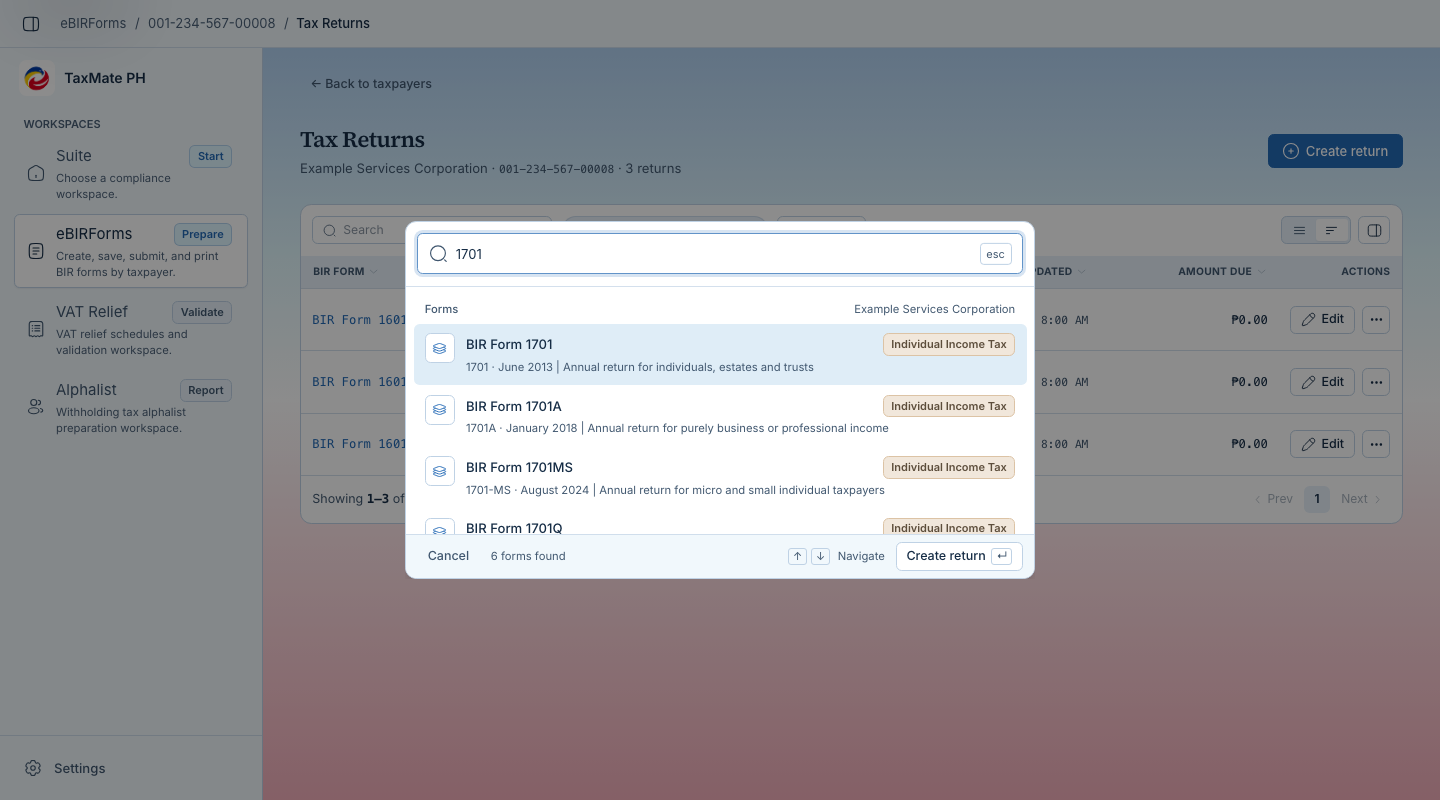 eBIRForms / 001-234-567-00008 / Tax Returns
TaxMate PH
WORKSPACES
Suite
Start
Choose a compliance
workspace.
eBIRForms
Prepare
Create, save, submit, and print
BIR forms by taxpayer.
VAT Relief
Validate
VAT relief schedules and
validation workspace.
Alphalist
Report
Withholding tax alphalist
preparation workspace.
Settings
← Back to taxpayers
Tax Returns
Example Services Corporation · 001-234-567-00008 · 3 returns
Create return
Search
BIR FORM
AMOUNT DUE
ACTIONS
BIR Form 1601
8:00 AM
₱0.00
Edit
BIR Form 1601
8:00 AM
₱0.00
Edit
BIR Form 1601
8:00 AM
₱0.00
Edit
Showing 1–3 of
Prev 1 Next
1701
esc
Forms
Example Services Corporation
BIR Form 1701
Individual Income Tax
1701 · June 2013 | Annual return for individuals, estates and trusts
BIR Form 1701A
Individual Income Tax
1701A · January 2018 | Annual return for purely business or professional income
BIR Form 1701MS
Individual Income Tax
1701-MS · August 2024 | Annual return for micro and small individual taxpayers
BIR Form 1701Q
Individual Income Tax
Cancel
6 forms found
↑ ↓ Navigate
Create return ↵